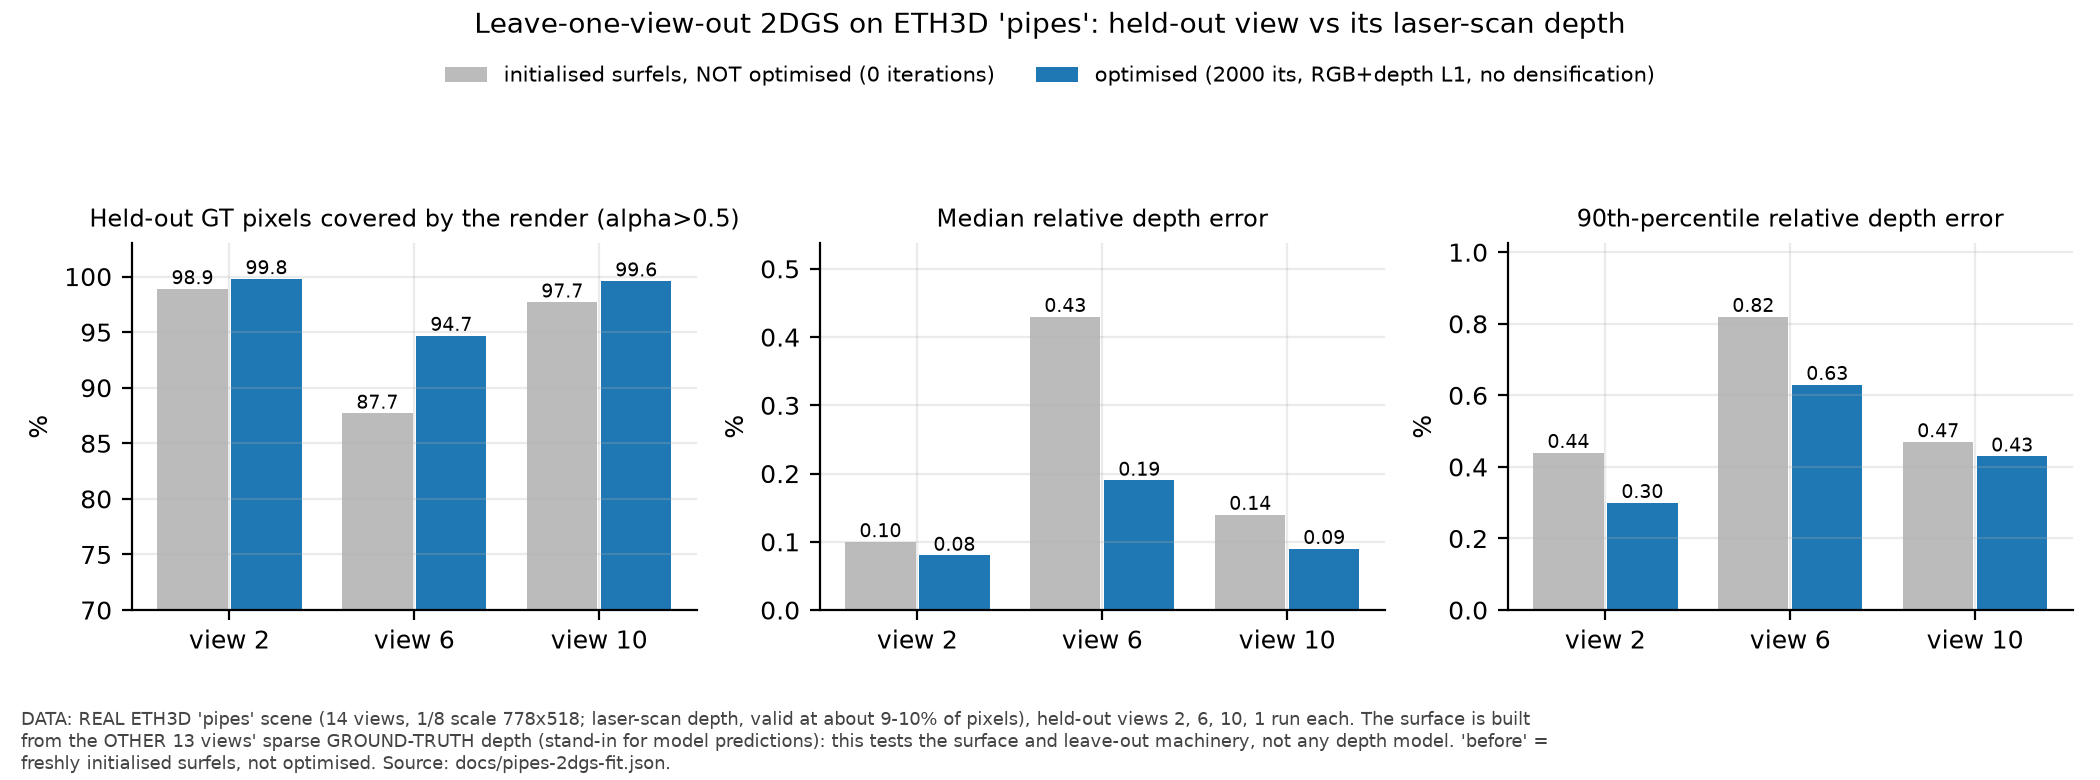 Leave-one-view-out 2DGS on ETH3D 'pipes': held-out view vs its laser-scan depth
initialised surfels, NOT optimised (0 iterations)
optimised (2000 its, RGB+depth L1, no densification)
Held-out GT pixels covered by the render (alpha>0.5)
%
100
95
90
85
80
75
70
98.9
99.8
87.7
94.7
97.7
99.6
view 2
view 6
view 10
Median relative depth error
%
0.5
0.4
0.3
0.2
0.1
0.0
0.10
0.08
0.43
0.19
0.14
0.09
view 2
view 6
view 10
90th-percentile relative depth error
%
1.0
0.8
0.6
0.4
0.2
0.0
0.44
0.30
0.82
0.63
0.47
0.43
view 2
view 6
view 10
DATA: REAL ETH3D 'pipes' scene (14 views, 1/8 scale 778x518; laser-scan depth, valid at about 9-10% of pixels), held-out views 2, 6, 10, 1 run each. The surface is built
from the OTHER 13 views' sparse GROUND-TRUTH depth (stand-in for model predictions): this tests the surface and leave-out machinery, not any depth model. 'before' =
freshly initialised surfels, not optimised. Source: docs/pipes-2dgs-fit.json.